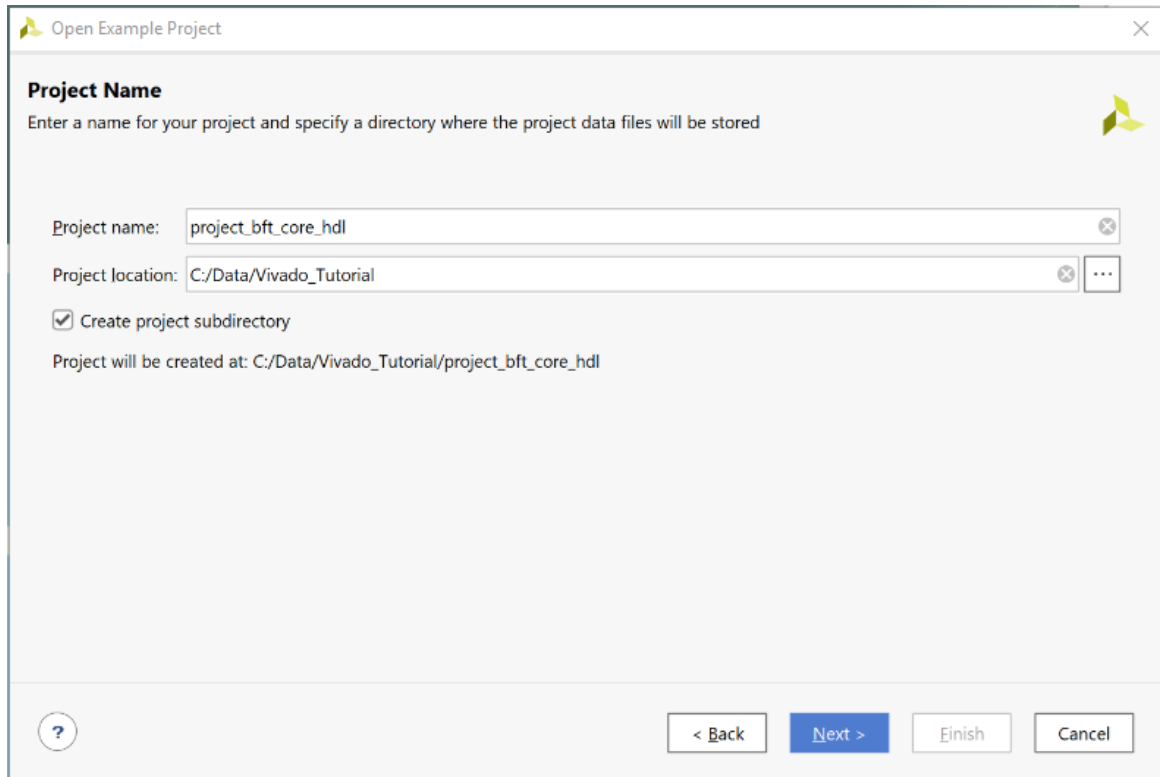 Open Example Project
Project Name
Enter a name for your project and specify a directory where the project data files will be stored
Project name: project_bft_core_hdl
Project location: C:/Data/Vivado_Tutorial ...
Create project subdirectory
Project will be created at: C:/Data/Vivado_Tutorial/project_bft_core_hdl
? < Back Next > Finish Cancel